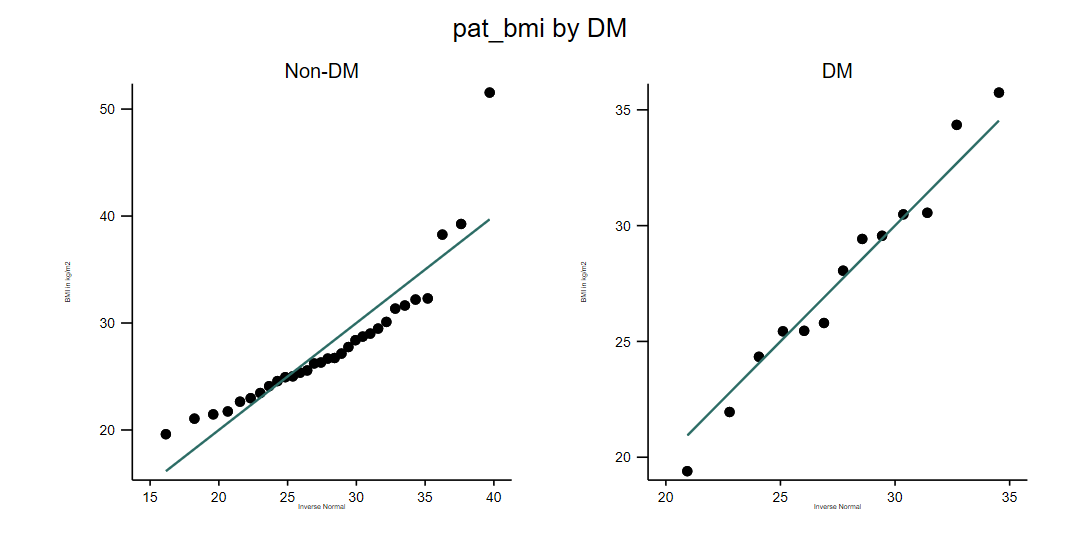 pat_bmi by DM
Non-DM
BMI in kg/m2
50
40
30
20
15 20 25 30 35 40
Inverse Normal
DM
BMI in kg/m2
35
30
25
20
20 25 30 35
Inverse Normal